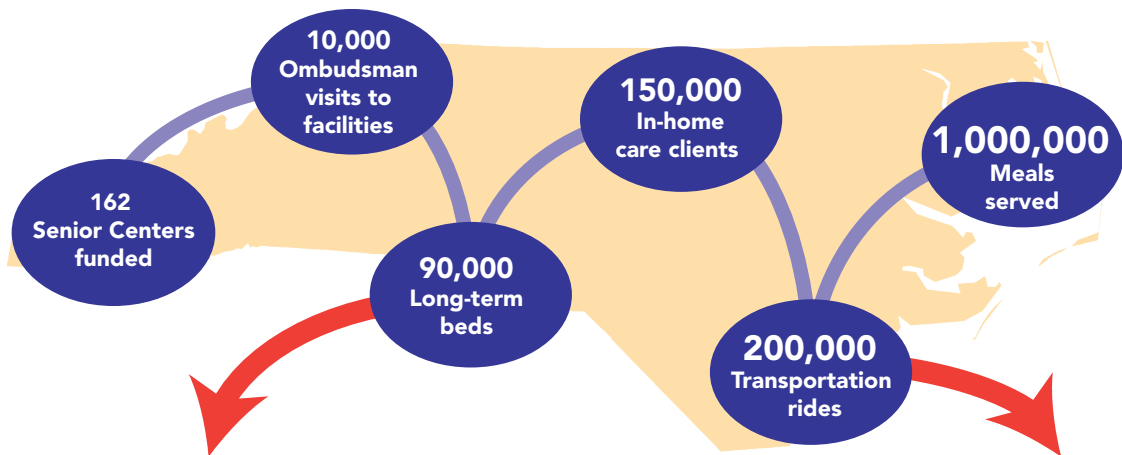 162
Senior Centers
funded
10,000
Ombudsman
visits to
facilities
90,000
Long-term
beds
150,000
In-home
care clients
200,000
Transportation
rides
1,000,000
Meals
served